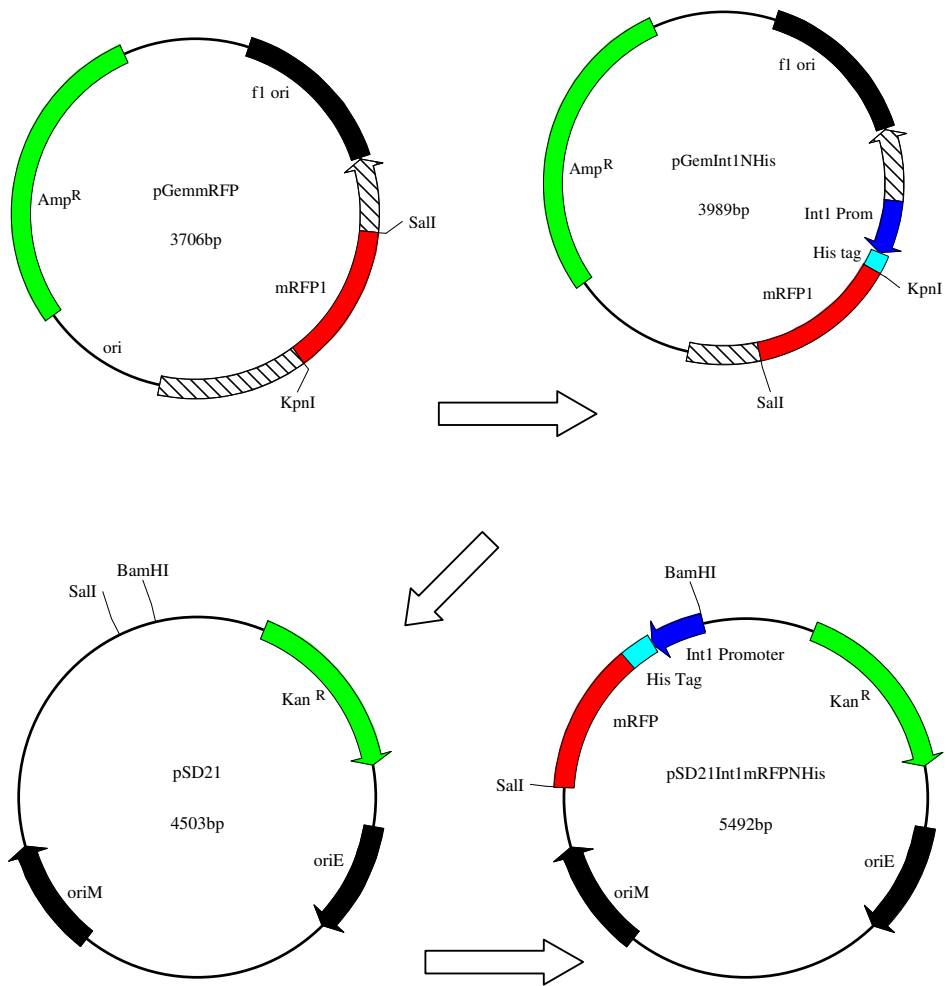 f1 ori
AmpR
pGemmRFP
3706bp
SalI
mRFP1
ori
KpnI
f1 ori
AmpR
pGemInt1NHis
3989bp
Int1 Prom
His tag
KpnI
mRFP1
SalI
BamHI
SalI
Kan R
pSD21
4503bp
oriE
oriM
BamHI
Int1 Promoter
His Tag
KanR
mRFP
SalI
pSD21Int1mRFPNHis
5492bp
oriE
oriM